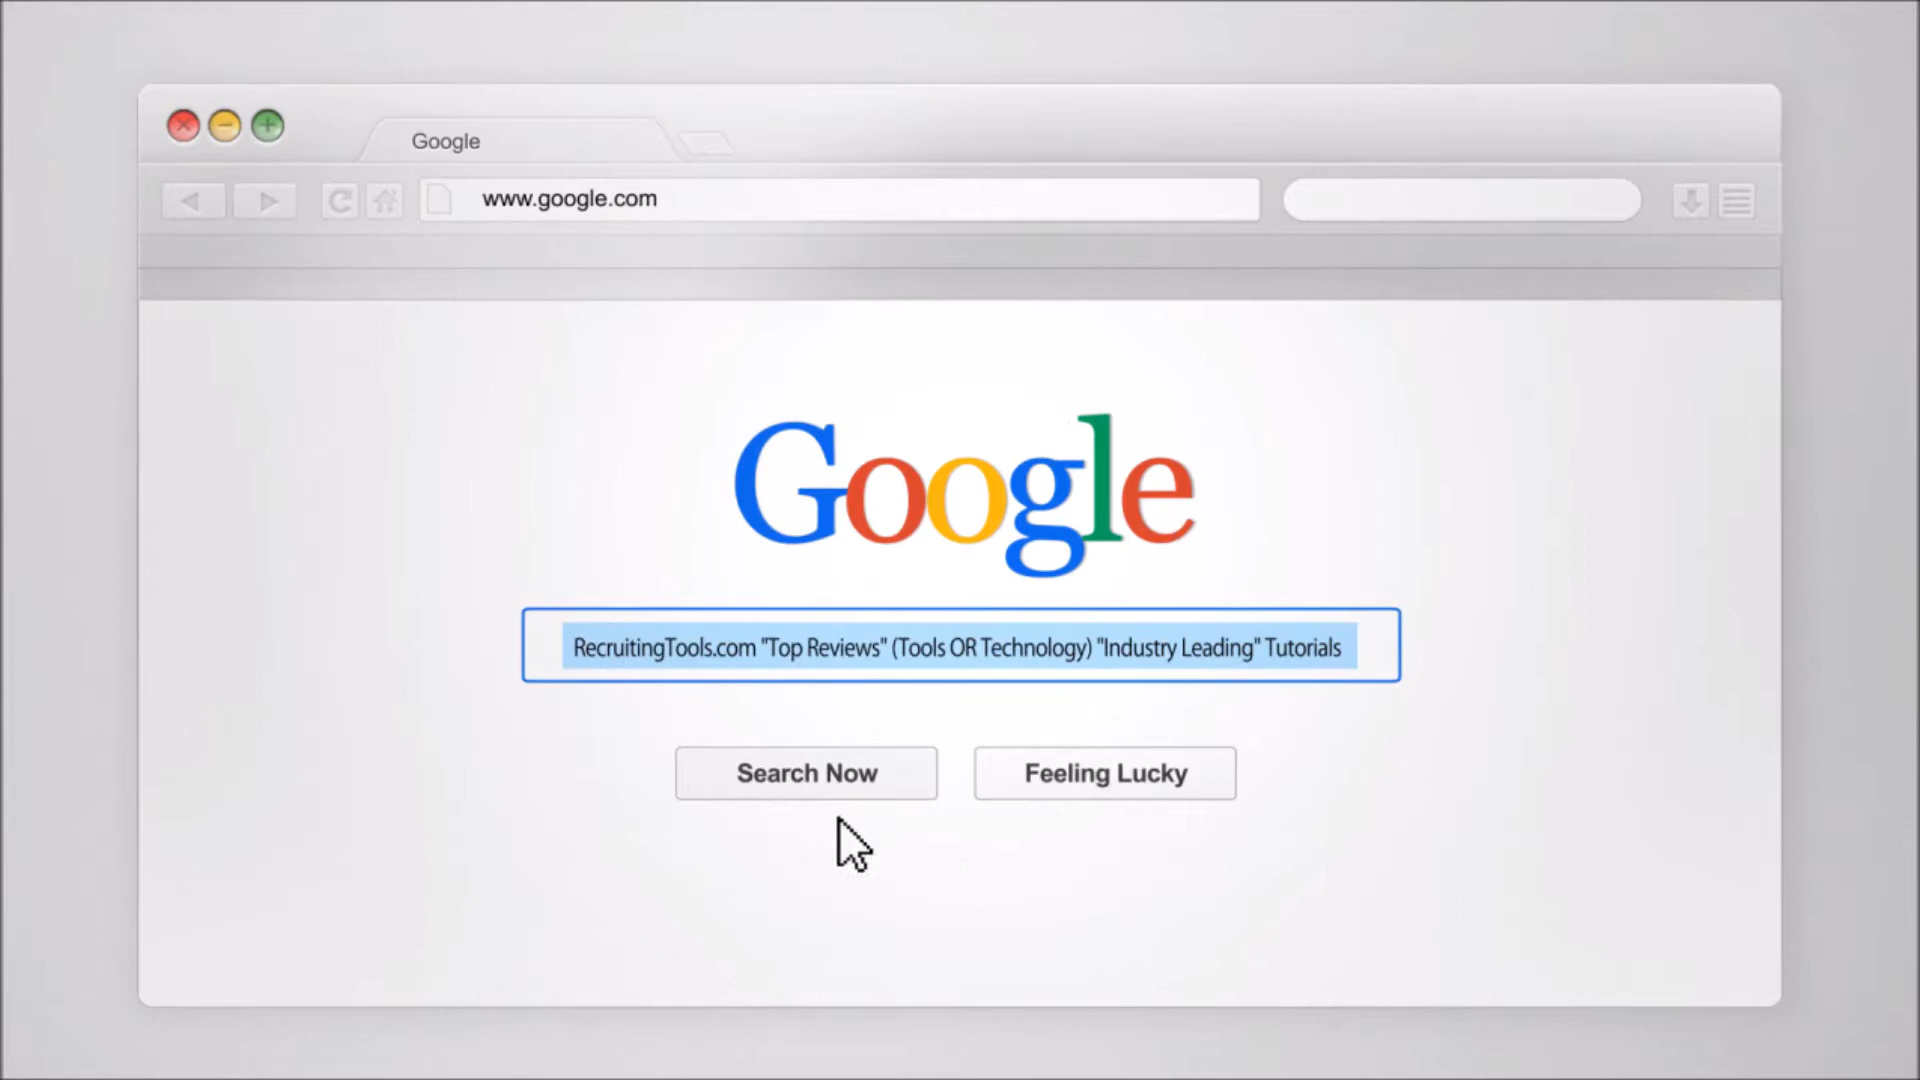 Google
www.google.com
Google
RecruitingTools.com "Top Reviews" (Tools OR Technology) "Industry Leading" Tutorials
Search Now
Feeling Lucky